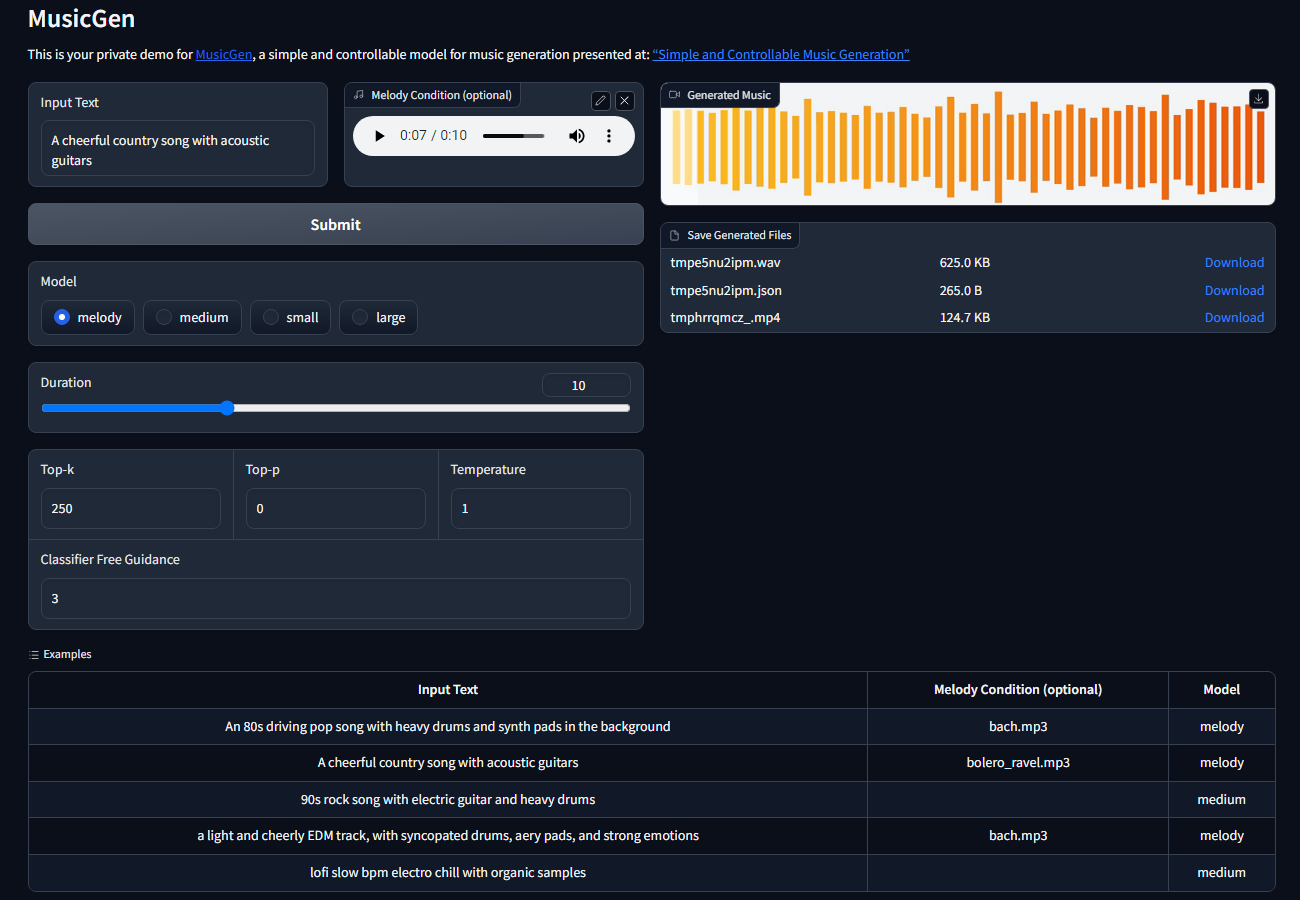 MusicGen
This is your private demo for MusicGen, a simple and controllable model for music generation presented at: “Simple and Controllable Music Generation”
Input Text
A cheerful country song with acoustic
guitars
Melody Condition (optional)
0:07 / 0:10
Generated Music
Submit
Save Generated Files
tmpe5nu2ipm.wav 625.0 KB Download
tmpe5nu2ipm.json 265.0 B Download
tmphrrqmcz_.mp4 124.7 KB Download
Model
melody medium small large
Duration 10
Top-k Top-p Temperature
250 0 1
Classifier Free Guidance
3
Examples
Input Text Melody Condition (optional) Model
An 80s driving pop song with heavy drums and synth pads in the background bach.mp3 melody
A cheerful country song with acoustic guitars bolero_ravel.mp3 melody
90s rock song with electric guitar and heavy drums medium
a light and cheerly EDM track, with syncopated drums, aery pads, and strong emotions bach.mp3 melody
lofi slow bpm electro chill with organic samples medium